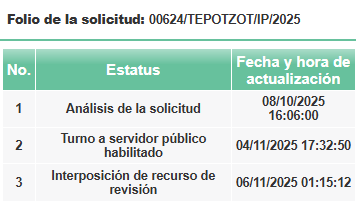 Folio de la solicitud: 00624/TEPOTZOT/IP/2025
No. Estatus Fecha y hora de actualización
1 Análisis de la solicitud 08/10/2025 16:06:00
2 Turno a servidor público habilitado 04/11/2025 17:32:50
3 Interposición de recurso de revisión 06/11/2025 01:15:12